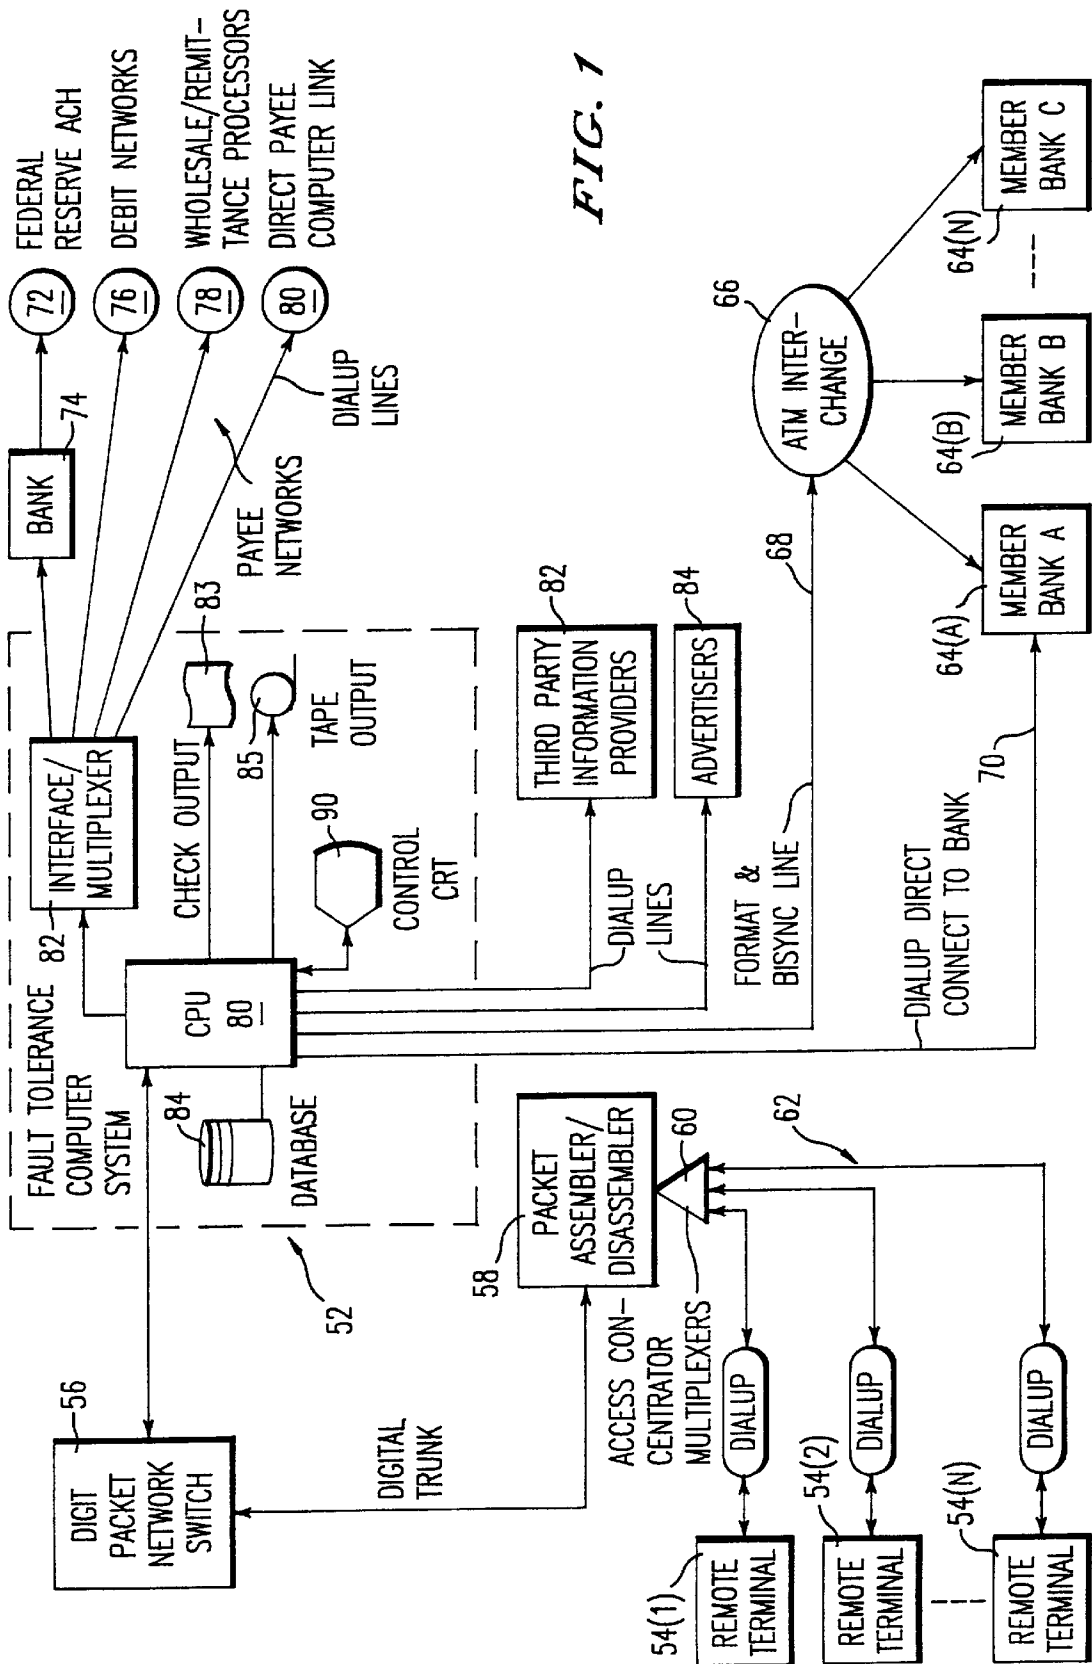 FIG. 1
DIGIT
PACKET
NETWORK
SWITCH
56
DIGITAL
TRUNK
52
FAULT TOLERANCE
COMPUTER
SYSTEM
84
DATABASE
CPU
80
82
INTERFACE/
MULTIPLEXER
CHECK OUTPUT
83
85
TAPE
OUTPUT
90
CONTROL
CRT
BANK
74
72
FEDERAL
RESERVE ACH
76
DEBIT NETWORKS
78
WHOLESALE/REMIT-
TANCE PROCESSORS
80
DIRECT PAYEE
COMPUTER LINK
PAYEE
NETWORKS
DIALUP
LINES
58
PACKET
ASSEMBLER/
DISASSEMBLER
60
ACCESS CON-
CENTRATOR
MULTIPLEXERS
62
DIALUP
LINES
THIRD PARTY
INFORMATION
PROVIDERS
82
ADVERTISERS
84
FORMAT &
BISYNC LINE
68
DIALUP DIRECT
CONNECT TO BANK
70
ATM INTER-
CHANGE
66
54(1)
REMOTE
TERMINAL
DIALUP
54(2)
REMOTE
TERMINAL
DIALUP
54(N)
REMOTE
TERMINAL
DIALUP
64(A)
MEMBER
BANK A
64(B)
MEMBER
BANK B
64(N)
MEMBER
BANK C